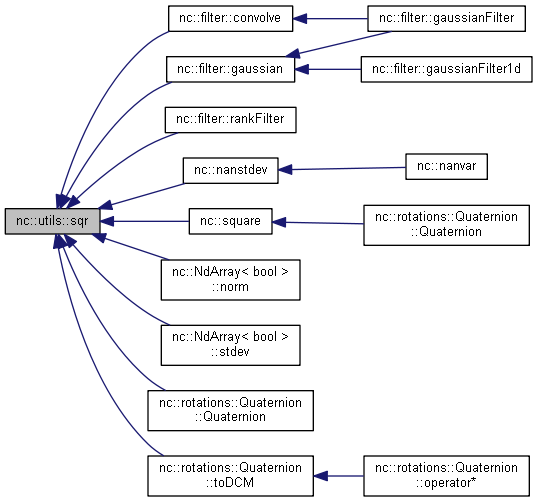 nc::filter::convolve
nc::filter::gaussianFilter
nc::filter::gaussian
nc::filter::gaussianFilter1d
nc::filter::rankFilter
nc::nanstdev
nc::nanvar
nc::utils::sqr
nc::square
nc::rotations::Quaternion
::Quaternion
nc::NdArray< bool >
::norm
nc::NdArray< bool >
::stdev
nc::rotations::Quaternion
::Quaternion
nc::rotations::Quaternion
::toDCM
nc::rotations::Quaternion
::operator*